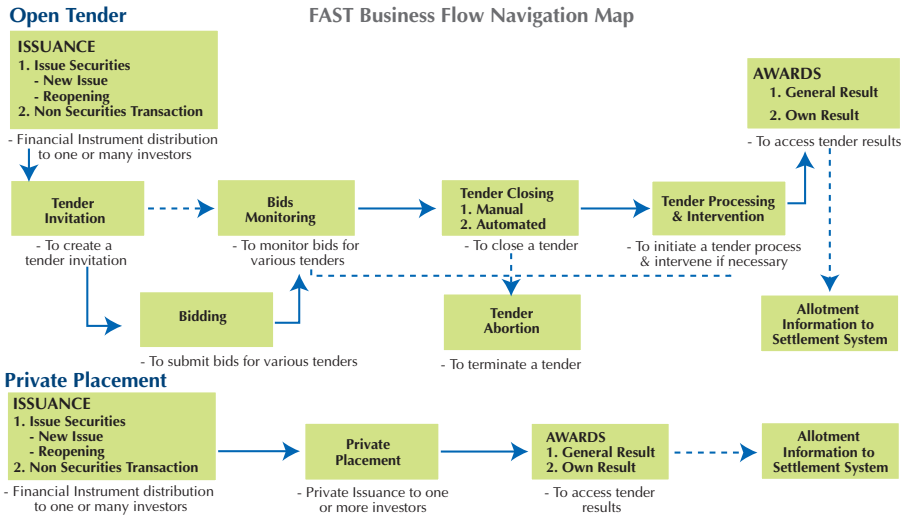 Open Tender
FAST Business Flow Navigation Map
ISSUANCE
1. Issue Securities
- New Issue
- Reopening
2. Non Securities Transaction
- Financial Instrument distribution
to one or many investors
AWARDS
1. General Result
2. Own Result
- To access tender results
Tender
Invitation
- To create a
tender invitation
Bids
Monitoring
- To monitor bids for
various tenders
Tender Closing
1. Manual
2. Automated
- To close a tender
Tender Processing
& Intervention
- To initiate a tender process
& intervene if necessary
Bidding
- To submit bids for various tenders
Tender
Abortion
- To terminate a tender
Allotment
Information to
Settlement System
Private Placement
ISSUANCE
1. Issue Securities
- New Issue
- Reopening
2. Non Securities Transaction
- Financial Instrument distribution
to one or many investors
Private
Placement
- Private Issuance to one
or more investors
AWARDS
1. General Result
2. Own Result
- To access tender
results
Allotment
Information to
Settlement System